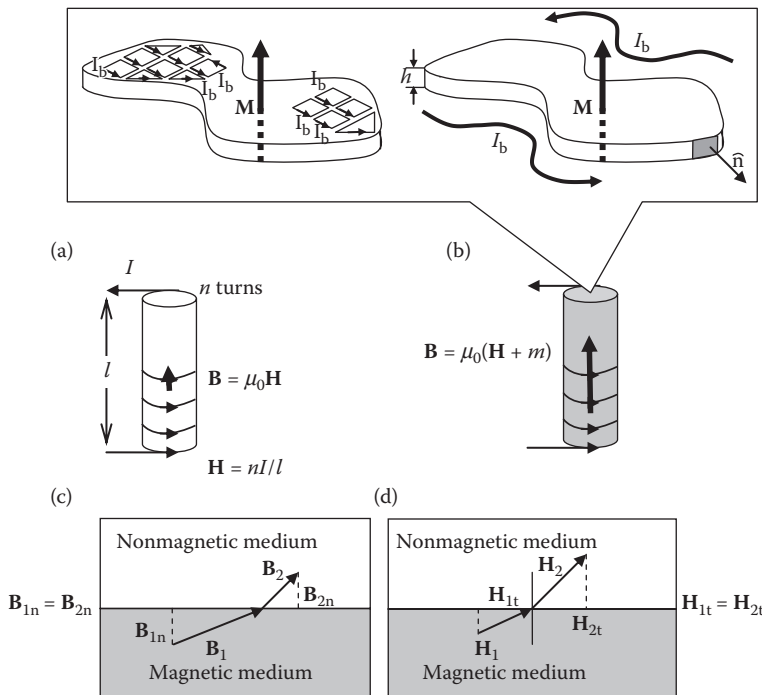 I_b
I_b
I_b
I_b
M
I_b
I_b
I_b
h
I_b
M
I_b
n̂
(a)
(b)
I
n turns
l
B = μ₀H
H = nI/l
B = μ₀(H + m)
(c)
(d)
Nonmagnetic medium
B₂
B₁ₙ = B₂ₙ
B₂ₙ
B₁ₙ
B₁
Magnetic medium
Nonmagnetic medium
H₂
H₁ₜ
H₁ₜ = H₂ₜ
H₂ₜ
H₁
Magnetic medium